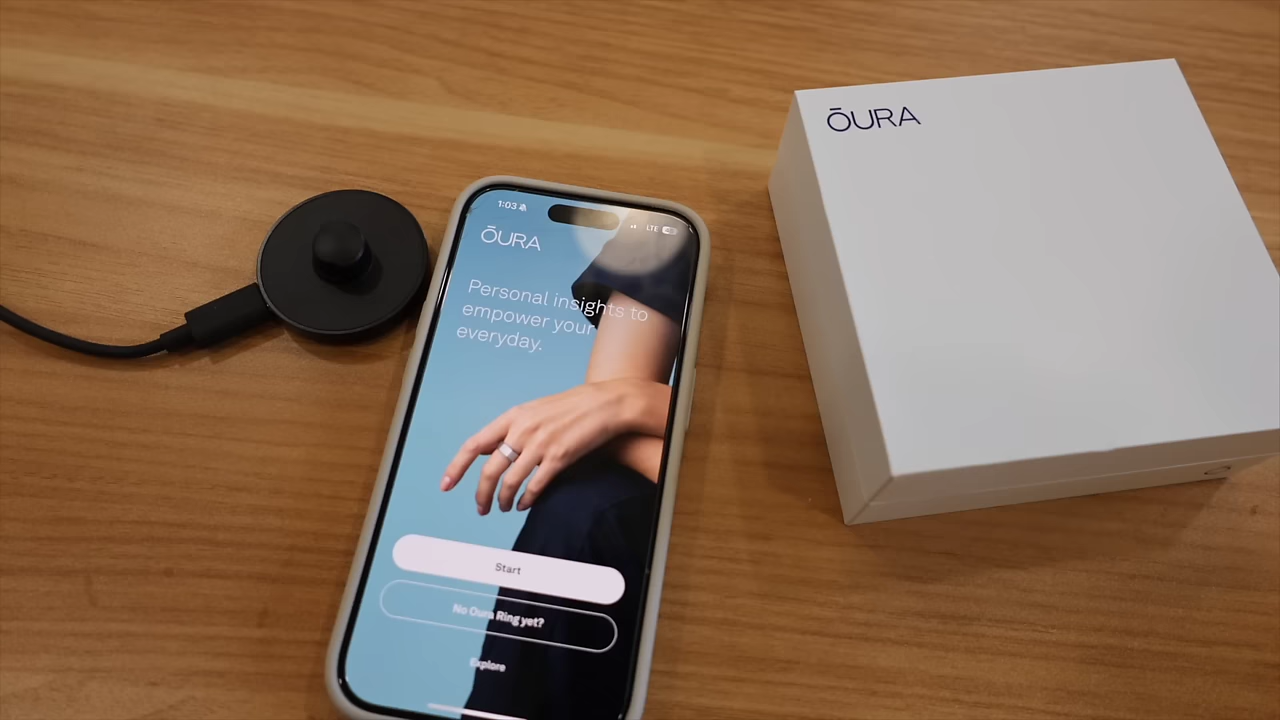 ŌURA
1:03
LTE
ŌURA
Personal insights to
empower your
everyday.
Start
No Oura Ring yet?
Explore